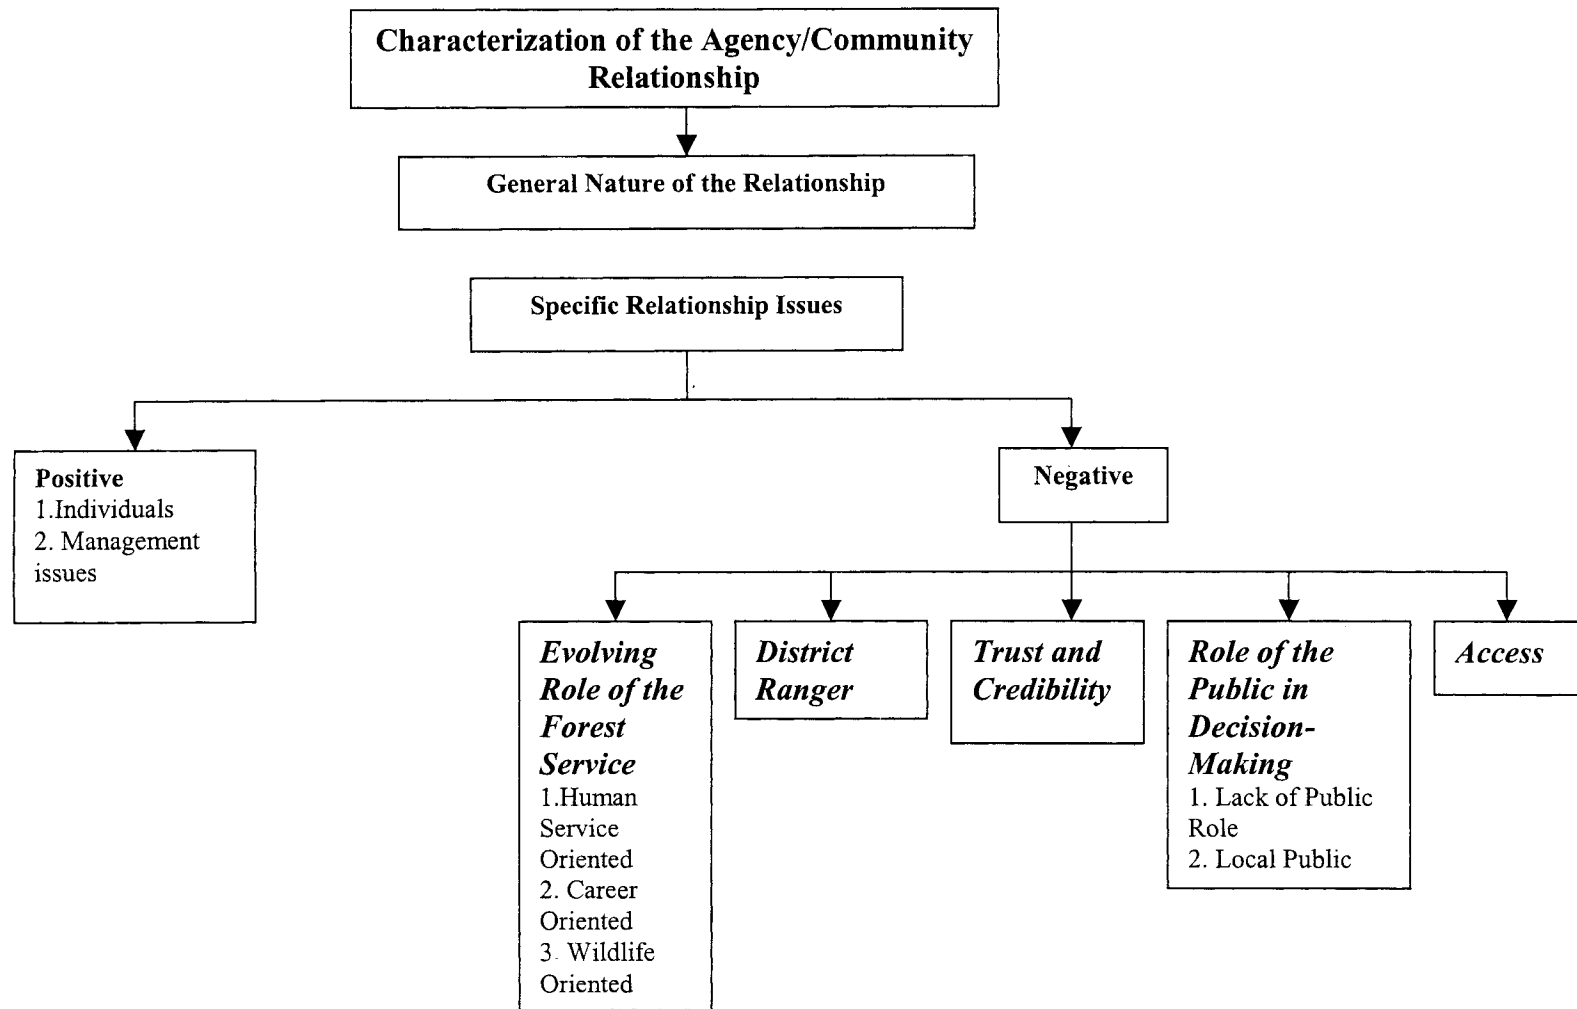 Characterization of the Agency/Community
Relationship
General Nature of the Relationship
Specific Relationship Issues
Positive
1.Individuals
2. Management
issues
Negative
Evolving
Role of the
Forest
Service
1.Human
Service
Oriented
2. Career
Oriented
3. Wildlife
Oriented
District
Ranger
Trust and
Credibility
Role of the
Public in
Decision-
Making
1. Lack of Public
Role
2. Local Public
Access